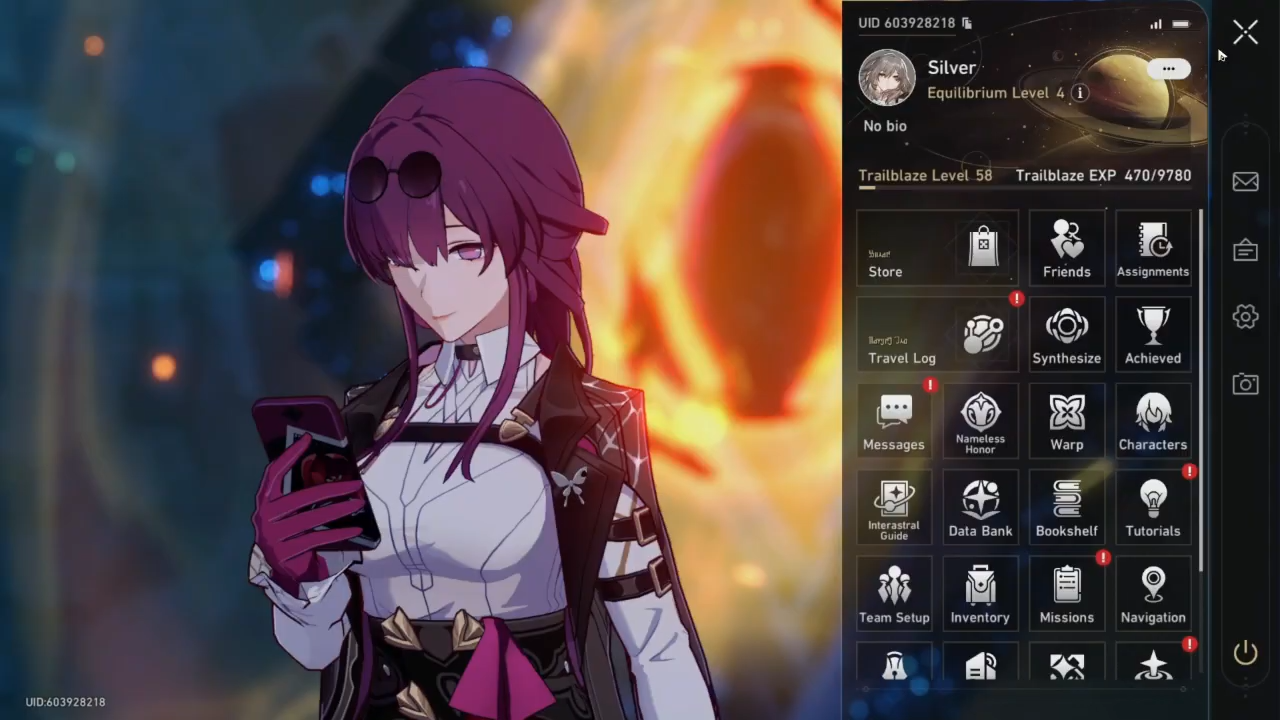 UID 603928218
Silver
Equilibrium Level 4
No bio
Trailblaze Level 58 Trailblaze EXP 470/9780
Store
Friends
Assignments
Travel Log
Synthesize
Achieved
Messages
Nameless
Honor
Warp
Characters
Interastral
Guide
Data Bank
Bookshelf
Tutorials
Team Setup
Inventory
Missions
Navigation
UID:603928218